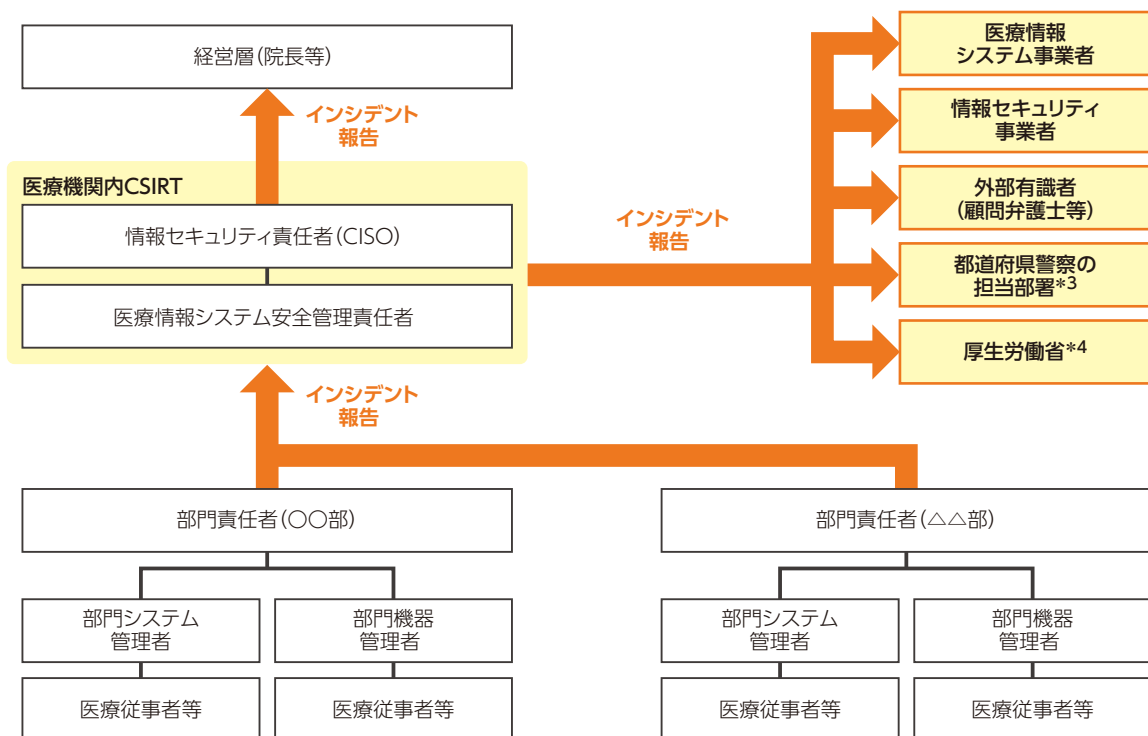 経営層(院長等)
インシデント
報告
医療機関内CSIRT
情報セキュリティ責任者(CISO)
医療情報システム安全管理責任者
インシデント
報告
医療情報
システム事業者
情報セキュリティ
事業者
外部有識者
(顧問弁護士等)
都道府県警察の
担当部署*3
厚生労働省*4
インシデント
報告
部門責任者(〇〇部)
部門責任者(△△部)
部門システム
管理者
部門機器
管理者
部門システム
管理者
部門機器
管理者
医療従事者等
医療従事者等
医療従事者等
医療従事者等